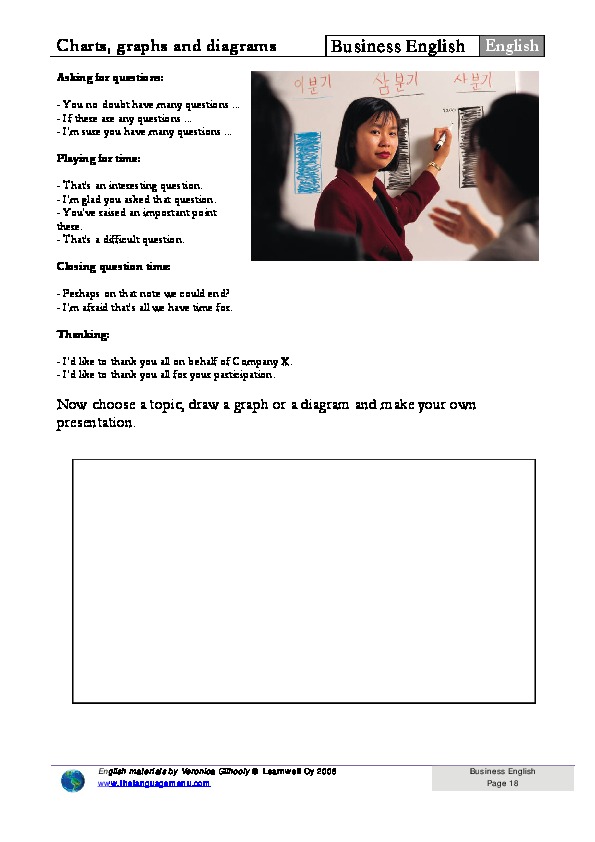 Charts, graphs and diagrams
Business English
English
Asking for questions:
- You no doubt have many questions ...
- If there are any questions ...
- I'm sure you have many questions ...
이분기 삼분기 사분기
Playing for time:
- That's an interesting question.
- I'm glad you asked that question.
- You've raised an important point
there.
- That's a difficult question.
Closing question time:
- Perhaps on that note we could end?
- I'm afraid that's all we have time for.
Thanking:
- I'd like to thank you all on behalf of Company X.
- I'd like to thank you all for your participation.
Now choose a topic, draw a graph or a diagram and make your own
presentation.
English materials by Veronica Gilhooly © Learnwell Oy 2006
www.thelanguagemenu.com
Business English
Page 18